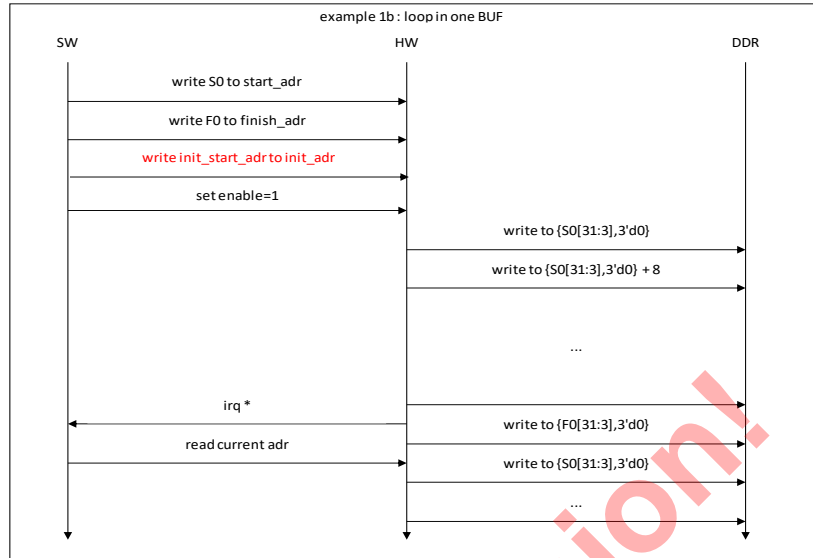 example 1b : loop in one BUF
SW HW DDR
write S0 to start_adr
write F0 to finish_adr
write init_start_adr to init_adr
set enable=1
write to {S0[31:3],3'd0}
write to {S0[31:3],3'd0} + 8
...
irq *
write to {F0[31:3],3'd0}
read current adr
write to {S0[31:3],3'd0}
...
ion!